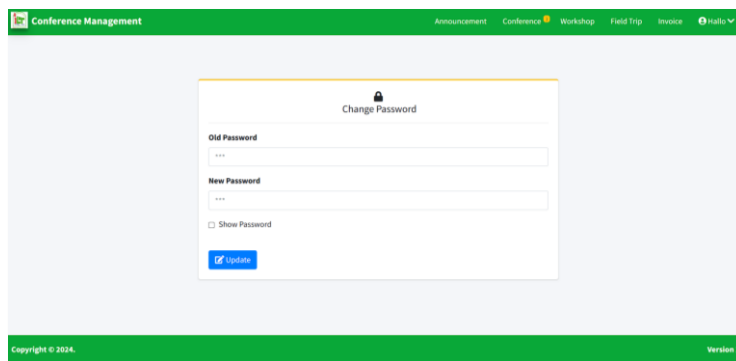 Conference Management
Announcement Conference Workshop Field Trip Invoice Hallo
Change Password
Old Password
***
New Password
***
Show Password
Update
Copyright © 2024.
Version